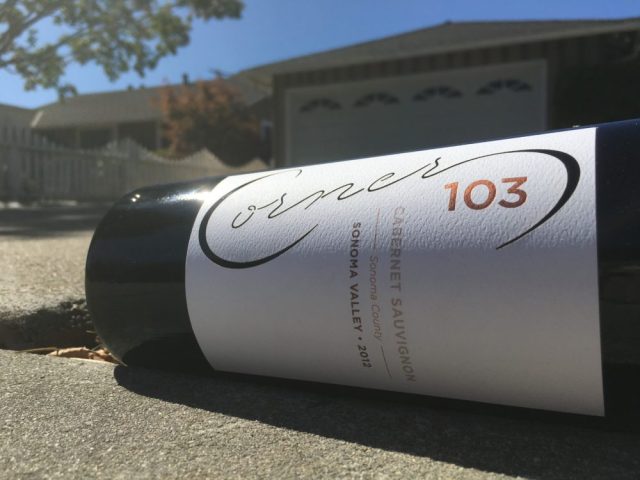 Corner
103
CABERNET SAUVIGNON
Sonoma County
SONOMA VALLEY • 2012